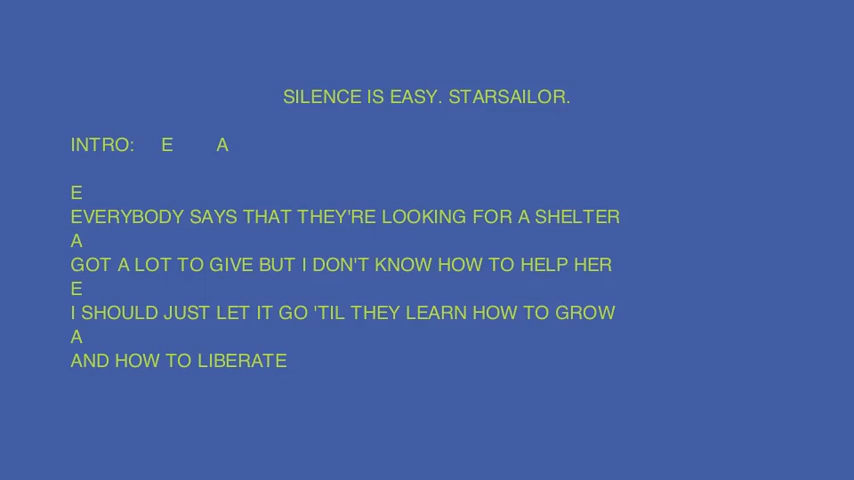 SILENCE IS EASY. STARSAILOR.
INTRO: E A
E
EVERYBODY SAYS THAT THEY'RE LOOKING FOR A SHELTER
A
GOT A LOT TO GIVE BUT I DON'T KNOW HOW TO HELP HER
E
I SHOULD JUST LET IT GO 'TIL THEY LEARN HOW TO GROW
A
AND HOW TO LIBERATE